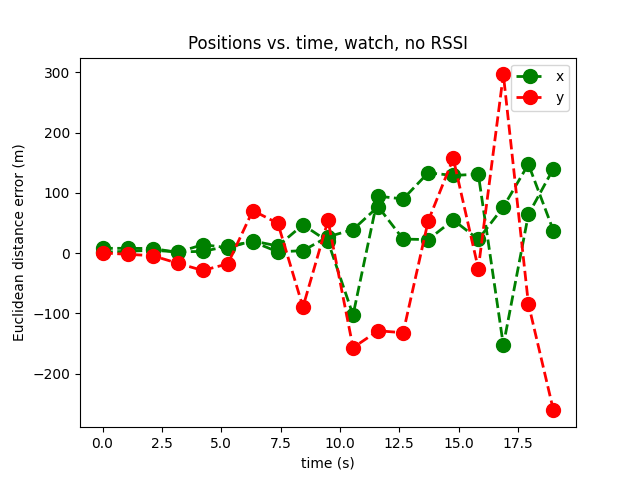 Positions vs. time, watch, no RSSI
x
y
300
200
100
0
−100
−200
Euclidean distance error (m)
0.0 2.5 5.0 7.5 10.0 12.5 15.0 17.5
time (s)